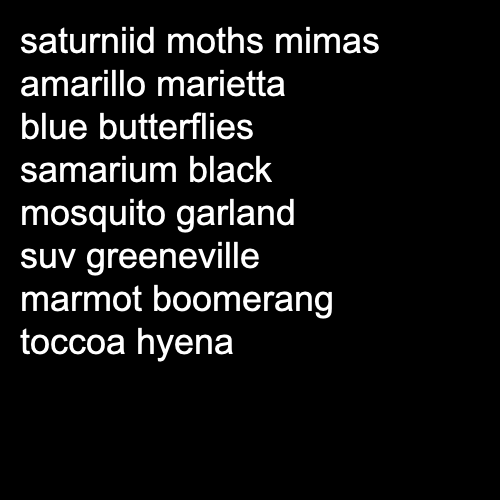 saturniid moths mimas
amarillo marietta
blue butterflies
samarium black
mosquito garland
suv greeneville
marmot boomerang
toccoa hyena